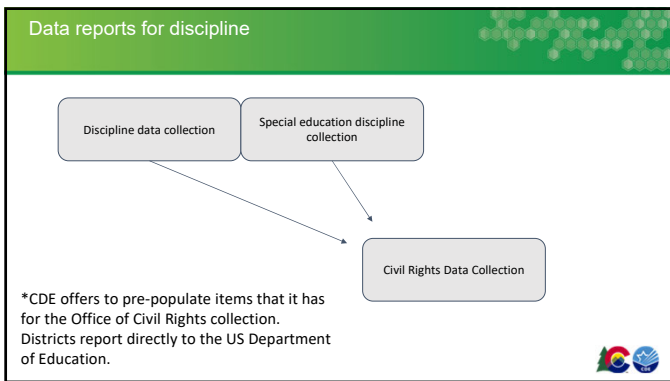 Data reports for discipline
Discipline data collection
Special education discipline
collection
Civil Rights Data Collection
*CDE offers to pre-populate items that it has
for the Office of Civil Rights collection.
Districts report directly to the US Department
of Education.
CDE